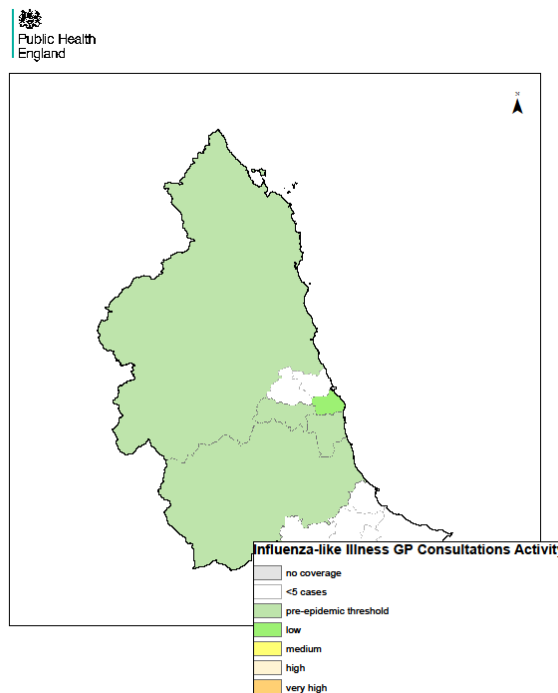 Public Health
England
N
Influenza-like Illness GP Consultations Activity
no coverage
<5 cases
pre-epidemic threshold
low
medium
high
very high